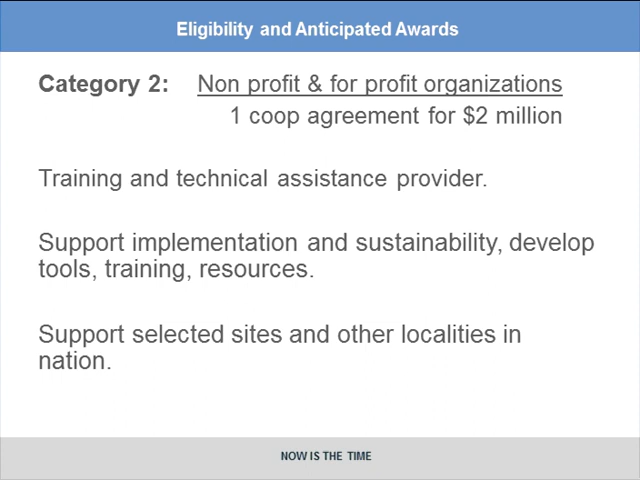 Eligibility and Anticipated Awards
Category 2: Non profit & for profit organizations
1 coop agreement for $2 million
Training and technical assistance provider.
Support implementation and sustainability, develop
tools, training, resources.
Support selected sites and other localities in
nation.
NOW IS THE TIME